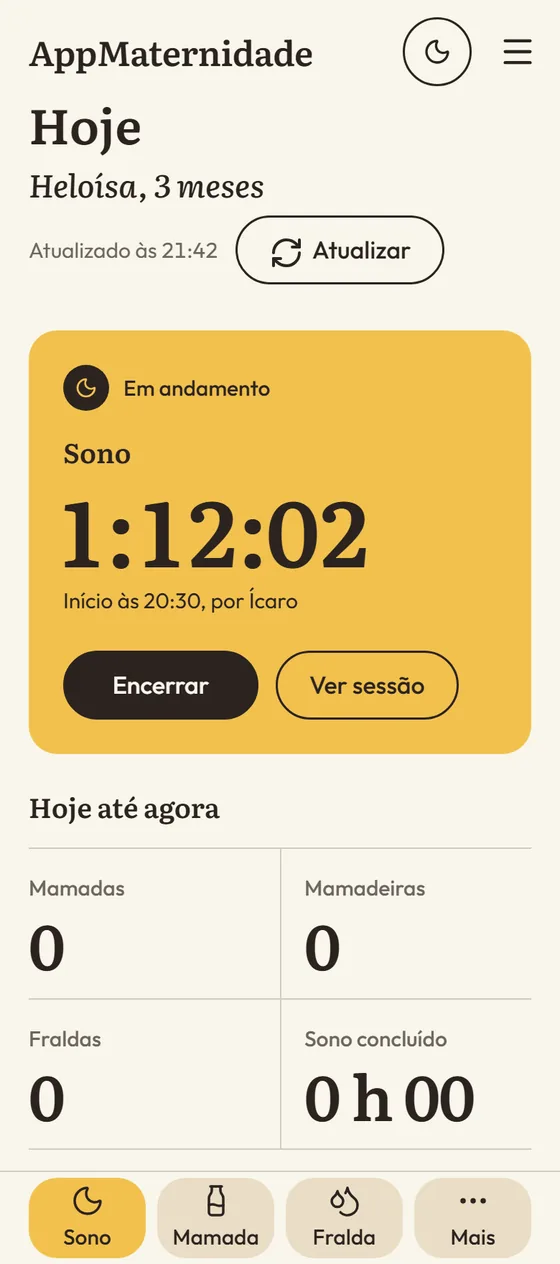 AppMaternidade
Hoje
Heloísa, 3 meses
Atualizado às 21:42
Atualizar
Em andamento
Sono
1:12:02
Início às 20:30, por Ícaro
Encerrar
Ver sessão
Hoje até agora
Mamadas
Mamadeiras
0
0
Fraldas
Sono concluído
0
0 h 00
Sono
Mamada
Fralda
Mais